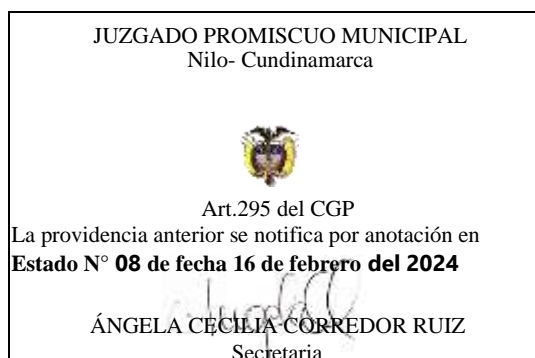 JUZGADO PROMISCUO MUNICIPAL
Nilo- Cundinamarca
Art.295 del CGP
La providencia anterior se notifica por anotación en
Estado N° 08 de fecha 16 de febrero del 2024
ÁNGELA CECILIA CORREDOR RUIZ
Secretaria